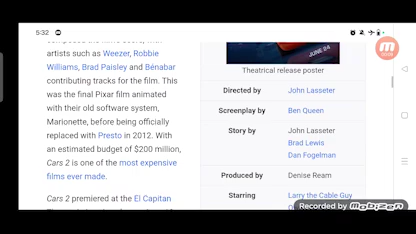 5:32
artists such as Weezer, Robbie
Williams, Brad Paisley and Bénabar
contributing tracks for the film. This
was the final Pixar film animated
with their old software system,
Marionette, before being officially
replaced with Presto in 2012. With
an estimated budget of $200 million,
Cars 2 is one of the most expensive
films ever made.
Cars 2 premiered at the El Capitan
JUNE 24
Theatrical release poster
Directed by John Lasseter
Screenplay by Ben Queen
Story by John Lasseter
Brad Lewis
Dan Fogelman
Produced by Denise Ream
Starring Larry the Cable Guy
Recorded by Mobizen